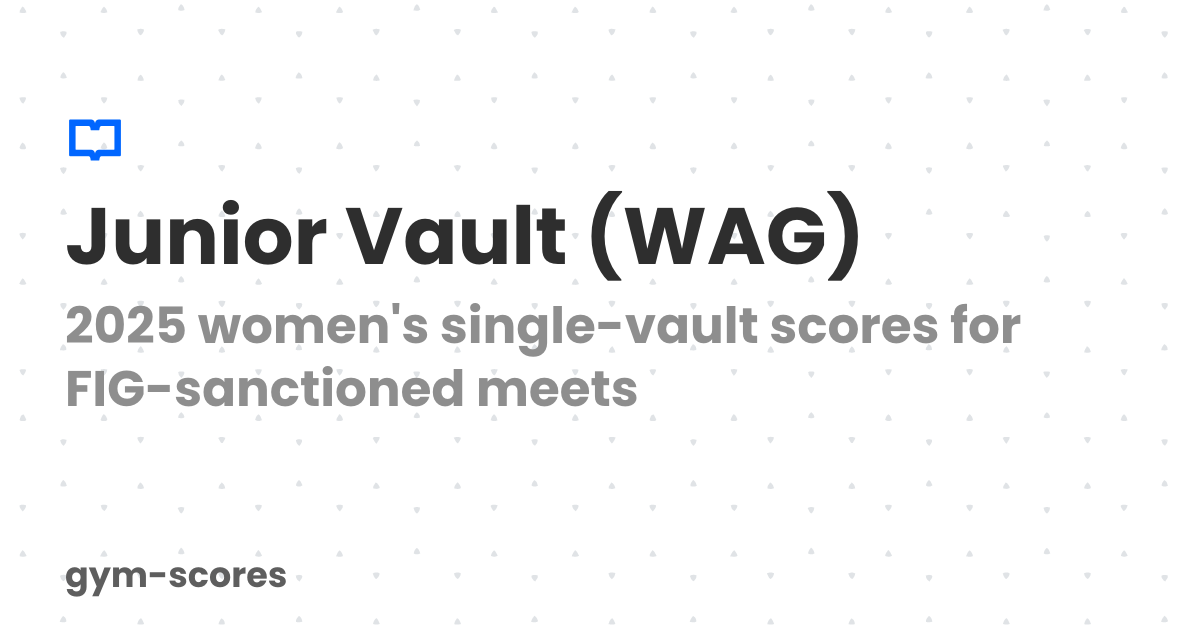 Junior Vault (WAG)
2025 women's single-vault scores for
FIG-sanctioned meets
gym-scores